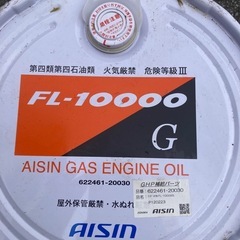 第四類第四石油類 火気厳禁 危険等級Ⅲ
FL-10000
G
AISIN GAS ENGINE OIL
622461-20030
GHP補給パーツ
622461-20030
屋外保管厳禁・水ぬれ
AISIN
AISIN